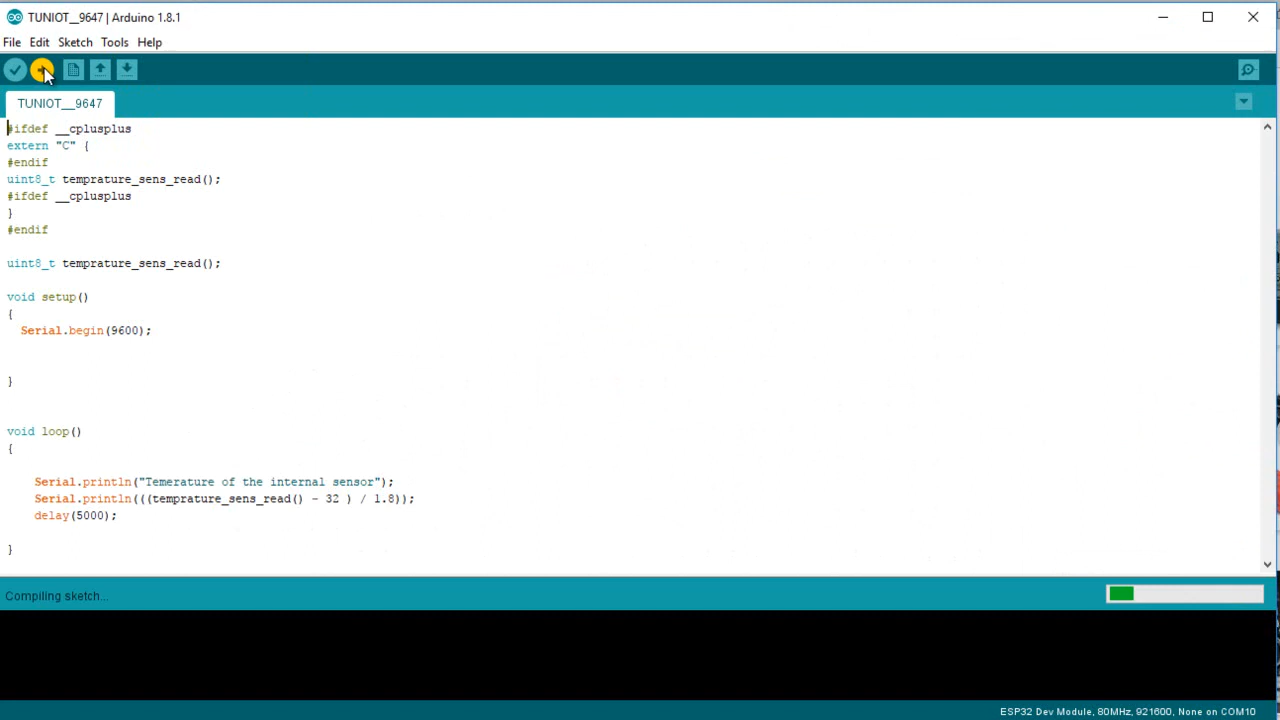 TUNIOT__9647 | Arduino 1.8.1
File Edit Sketch Tools Help
TUNIOT__9647
#ifdef __cplusplus
extern "C" {
#endif
uint8_t temprature_sens_read();
#ifdef __cplusplus
}
#endif
uint8_t temprature_sens_read();
void setup()
{
Serial.begin(9600);
}
void loop()
{
Serial.println("Temerature of the internal sensor");
Serial.println(((temprature_sens_read() - 32 ) / 1.8));
delay(5000);
}
Compiling sketch...
ESP32 Dev Module, 80MHz, 921600, None on COM10